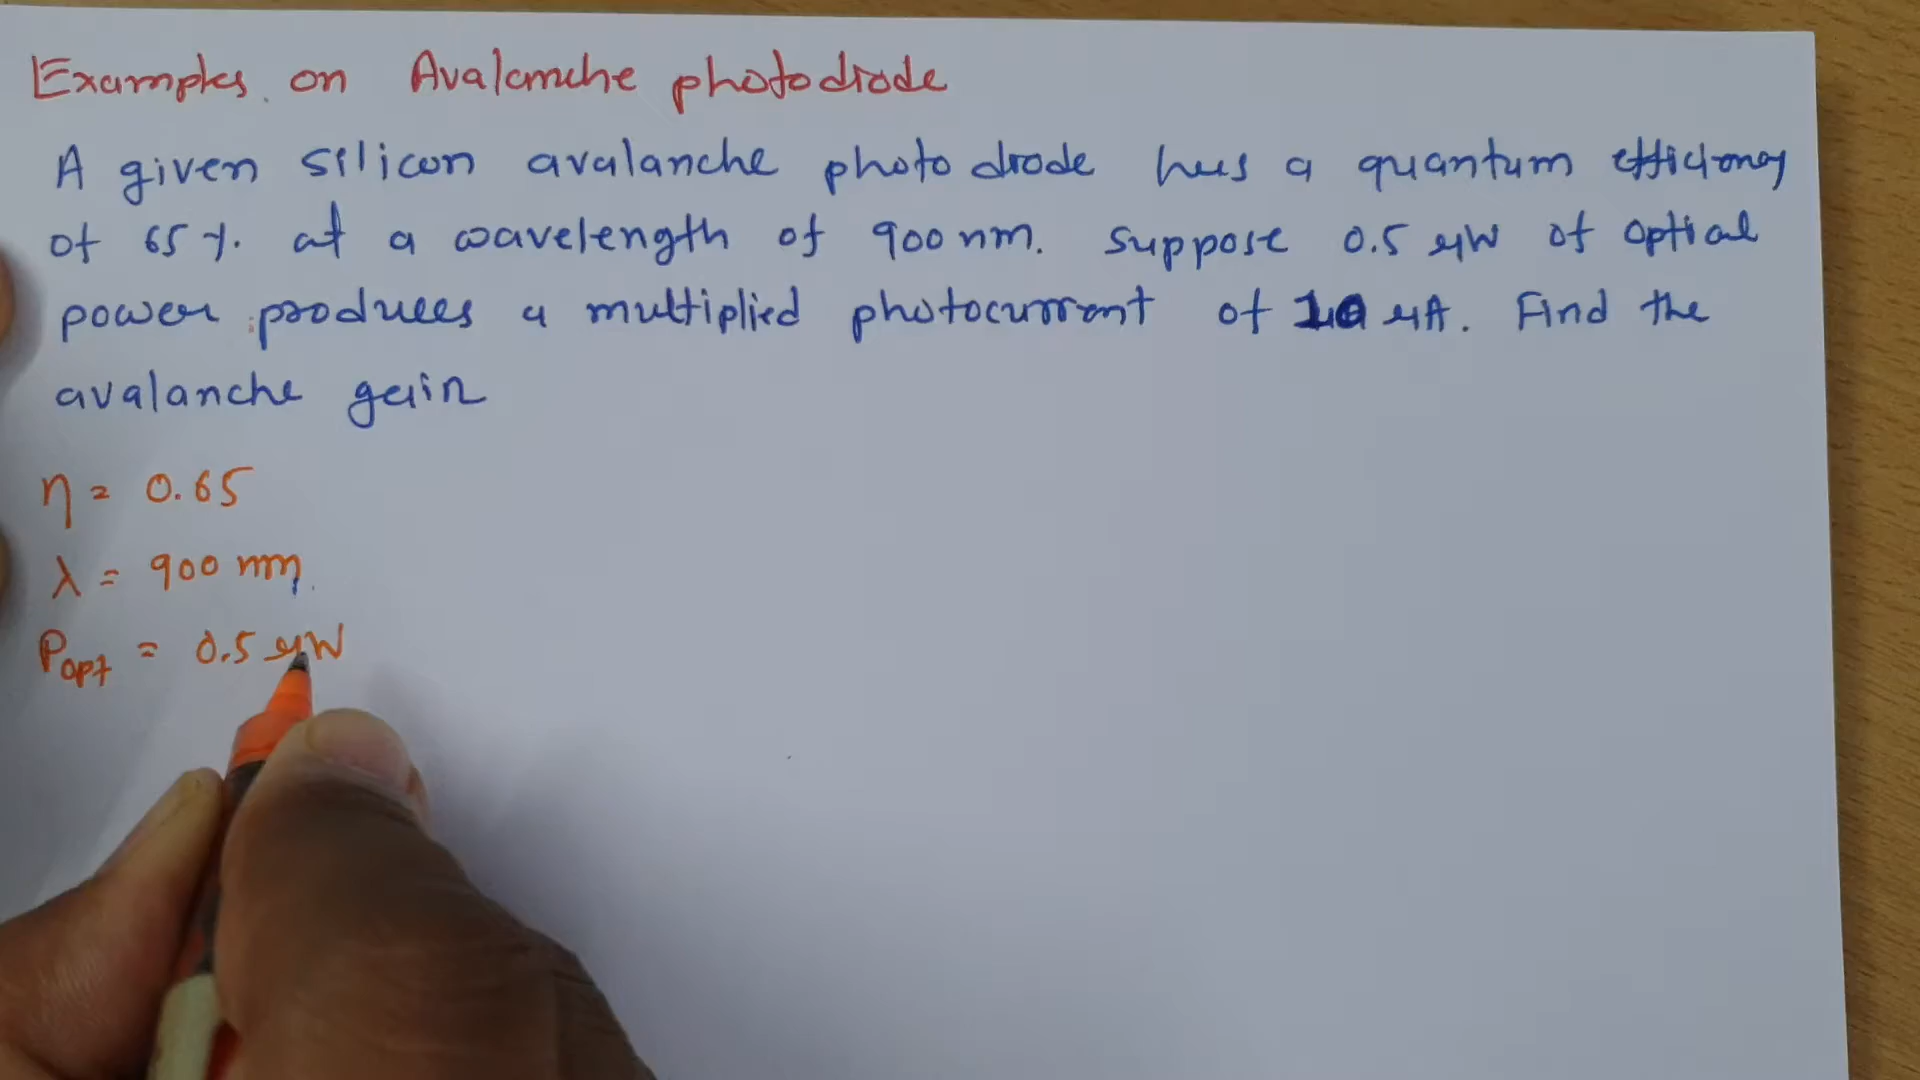 Examples on Avalanche photodiode
A given silicon avalanche photo diode has a quantum efficiency
of 65 %. at a wavelength of 900 nm. Suppose 0.5 μW of optical
power produces a multiplied photocurrent of 10 μA. Find the
avalanche gain
η = 0.65
λ = 900 nm
Popt = 0.5 μW